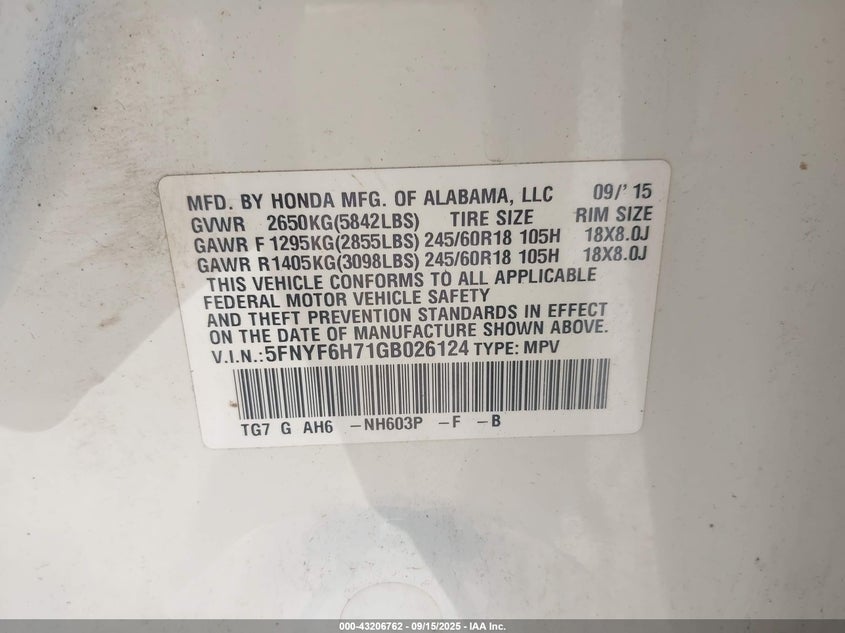 MFD. BY HONDA MFG. OF ALABAMA, LLC 09/' 15
GVWR 2650KG(5842LBS) TIRE SIZE RIM SIZE
GAWR F 1295KG(2855LBS) 245/60R18 105H 18X8.0J
GAWR R1405KG(3098LBS) 245/60R18 105H 18X8.0J
THIS VEHICLE CONFORMS TO ALL APPLICABLE
FEDERAL MOTOR VEHICLE SAFETY
AND THEFT PREVENTION STANDARDS IN EFFECT
ON THE DATE OF MANUFACTURE SHOWN ABOVE.
V.I.N.:5FNYF6H71GB026124 TYPE: MPV
TG7 G AH6 -NH603P -F -B
000-43206762 - 09/15/2025 - IAA Inc.